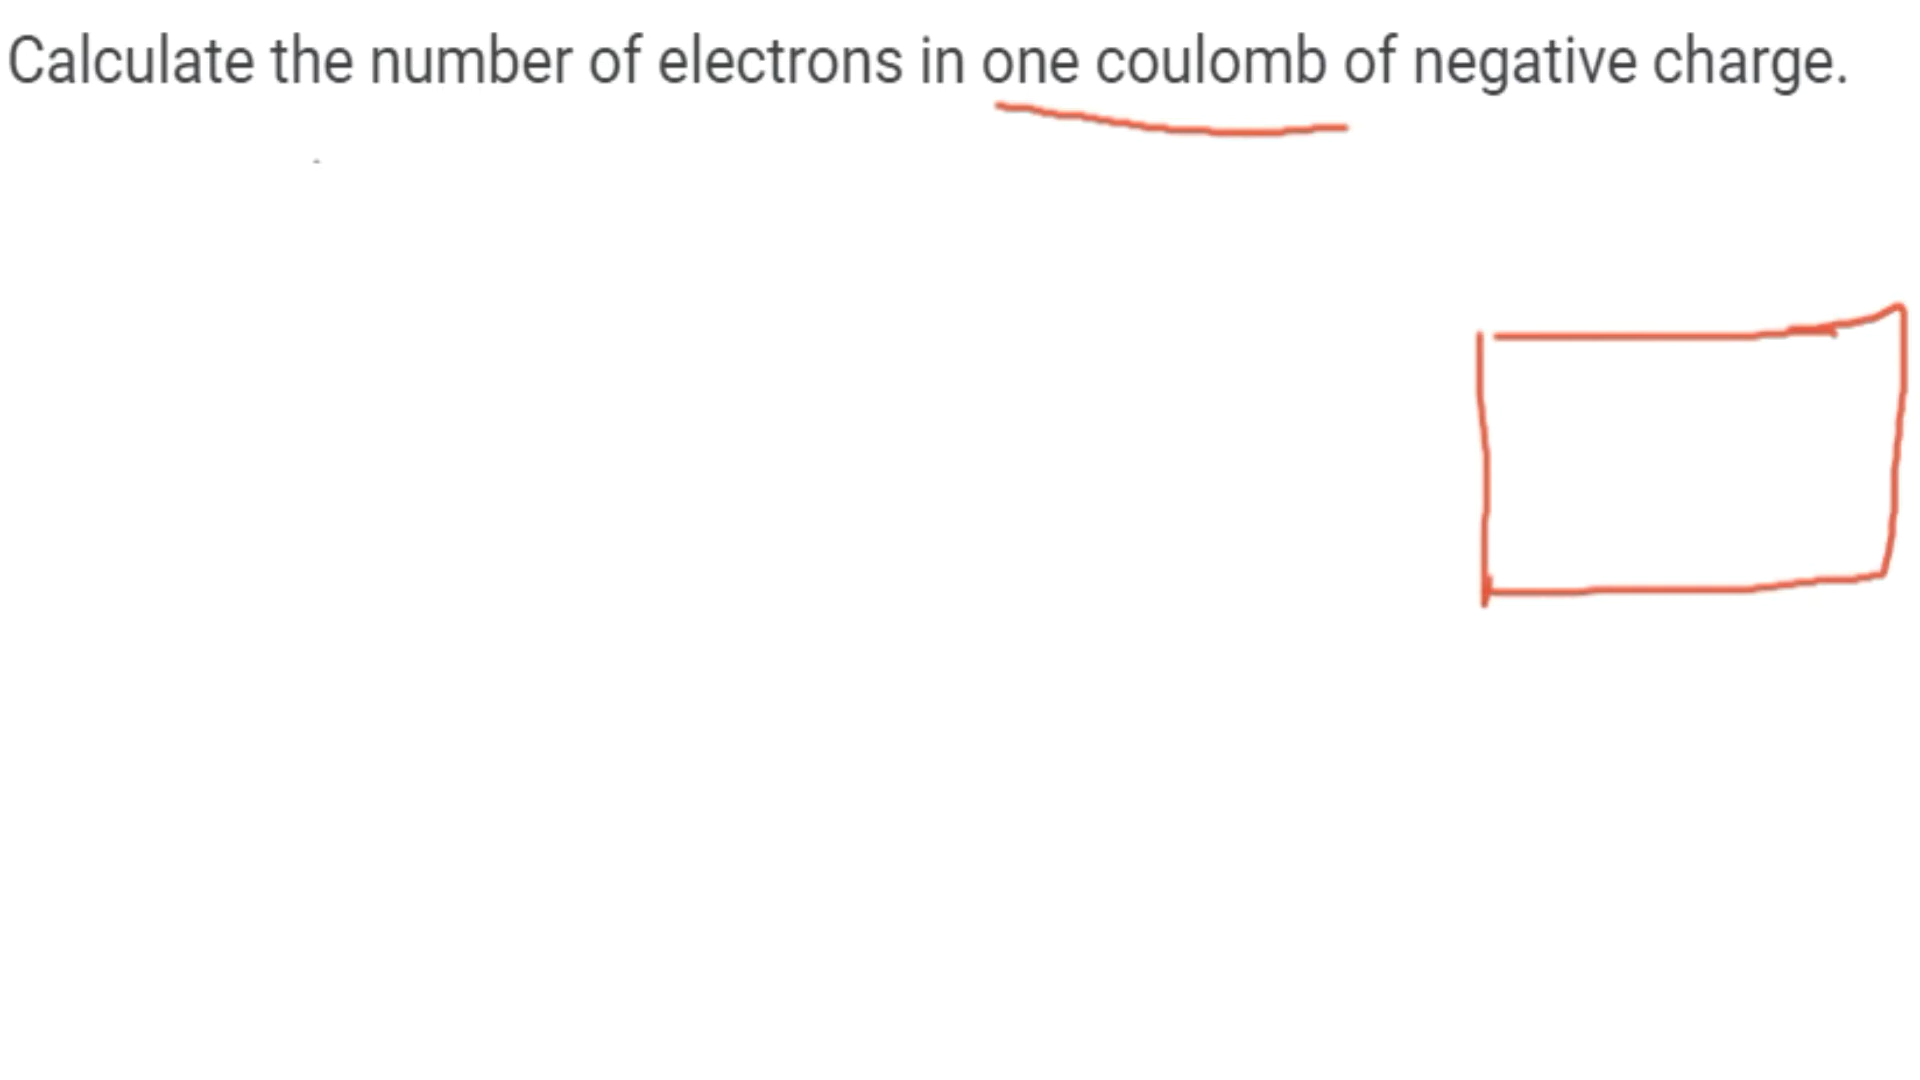 Calculate the number of electrons in one coulomb of negative charge.